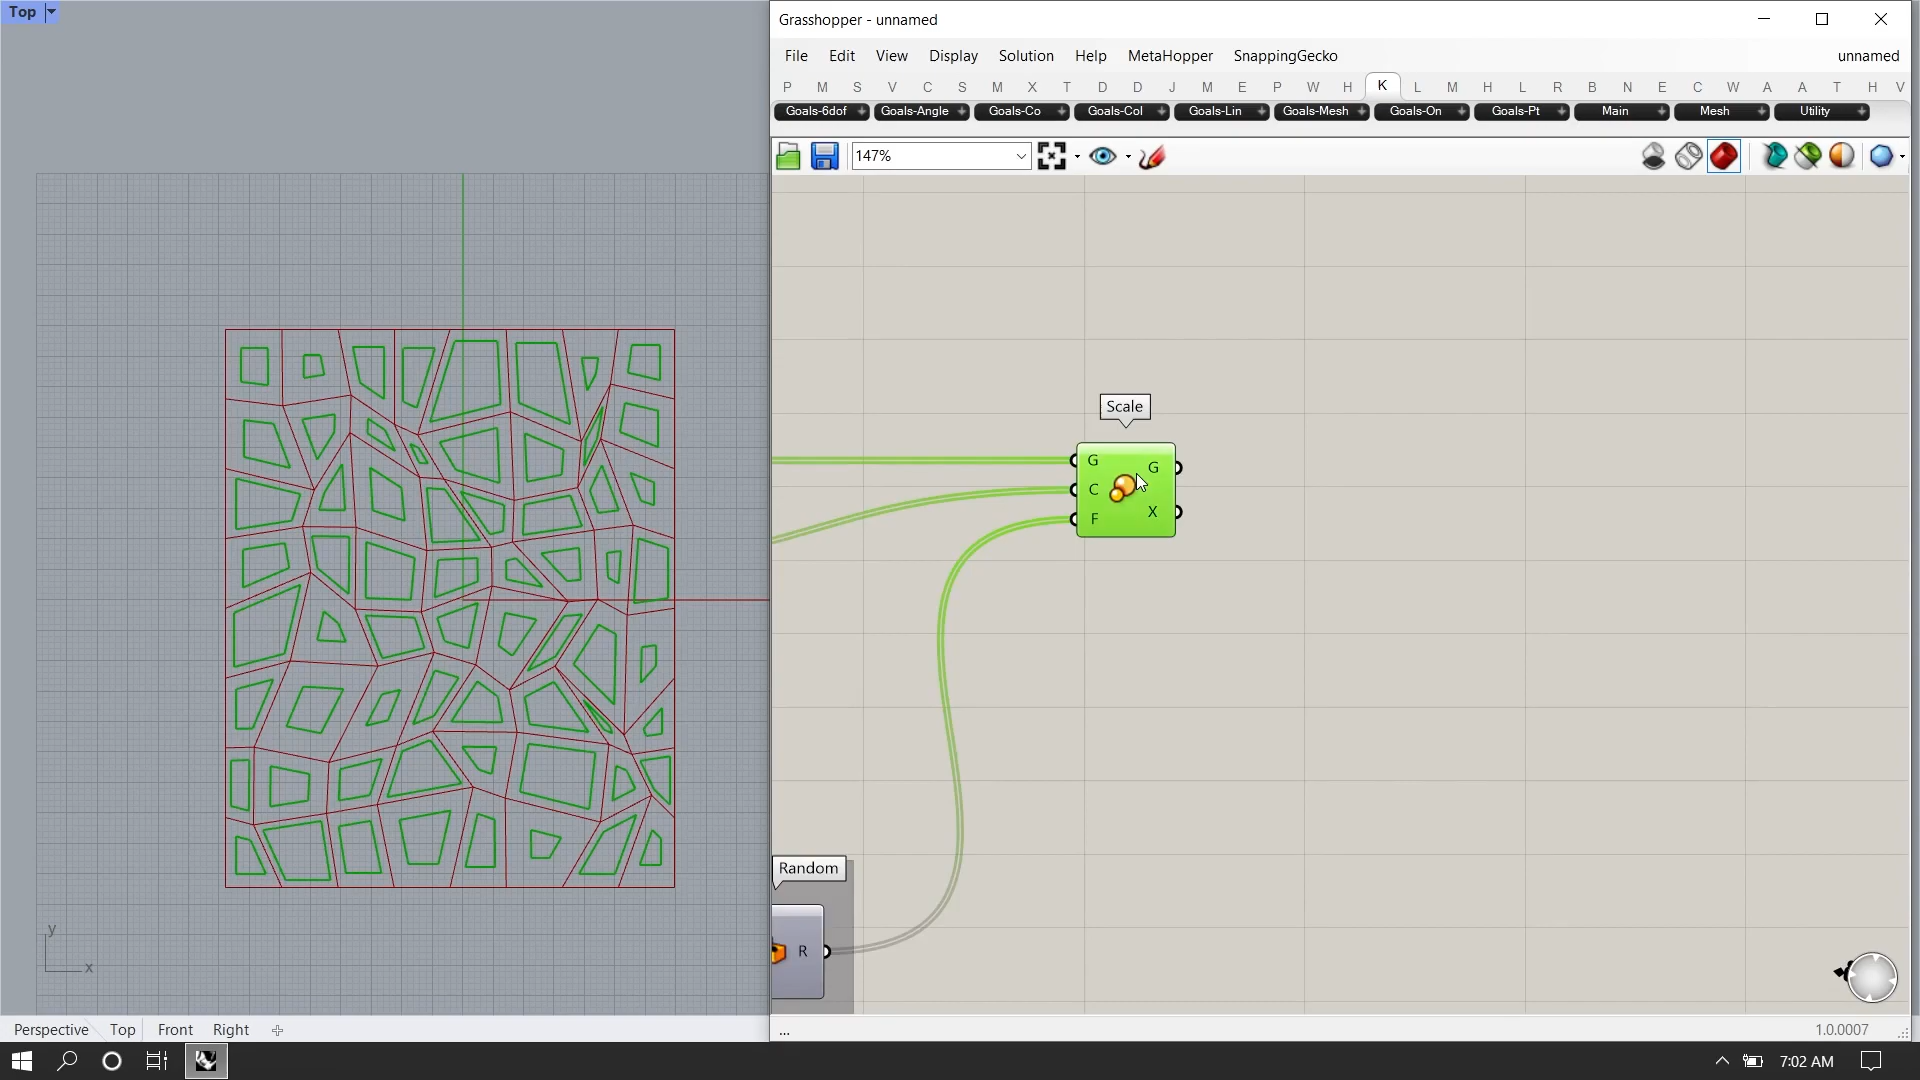 Top
Grasshopper - unnamed
File Edit View Display Solution Help MetaHopper SnappingGecko unnamed
P M S V C S M X T D D J M E P W H K L M H L R B N E C W A A T H V
Goals-6dof Goals-Angle Goals-Co Goals-Col Goals-Lin Goals-Mesh Goals-On Goals-Pt Main Mesh Utility
147%
Scale
G G
C
F X
Random
R
y
x
Perspective Top Front Right
... 1.0.0007
7:02 AM